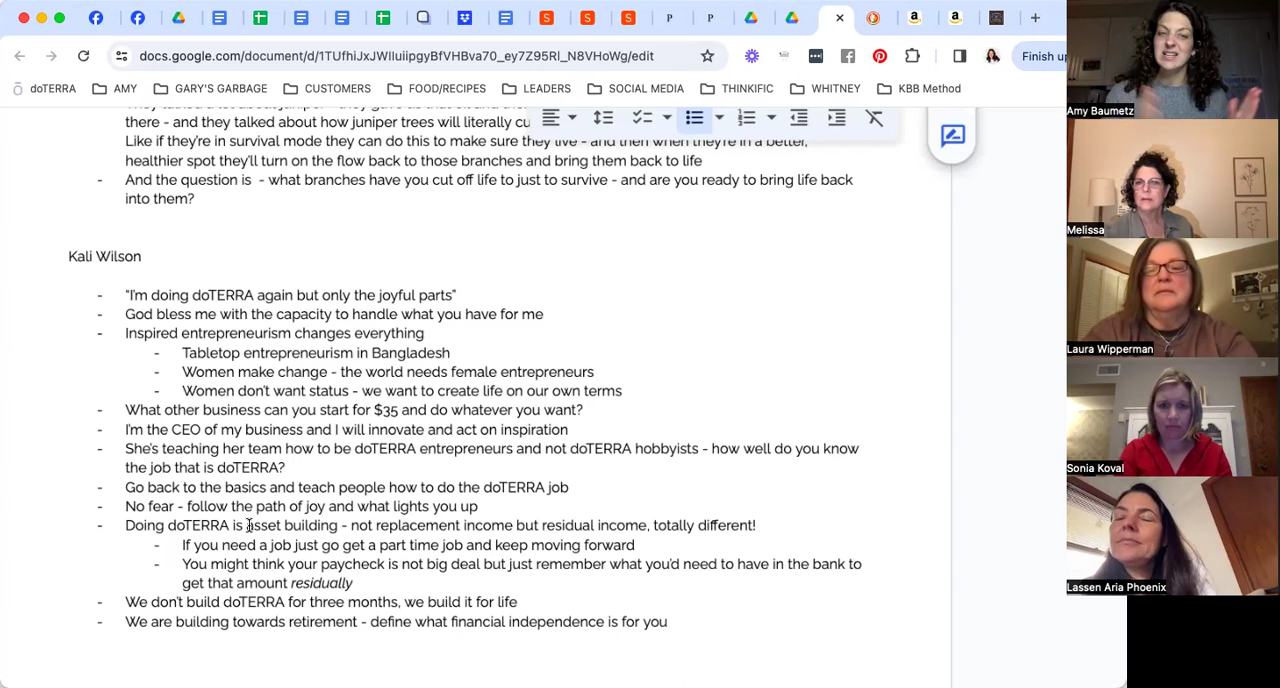 Finish up
docs.google.com/document/d/1TUfhiJxJWlluiipgyBfVHBva70_ey7Z95Rl_N8VHoWg/edit
doTERRA AMY GARY'S GARBAGE CUSTOMERS FOOD/RECIPES LEADERS SOCIAL MEDIA THINKIFIC WHITNEY KBB Method
there - and they talked about how
Like if they're in survival mode they can do this to make sure they live - and then when they're in a better,
healthier spot they'll turn on the flow back to those branches and bring them back to life
- And the question is - what branches have you cut off life to just to survive - and are you ready to bring life back
into them?
Kali Wilson
- "I'm doing doTERRA again but only the joyful parts"
- God bless me with the capacity to handle what you have for me
- Inspired entrepreneurism changes everything
- Tabletop entrepreneurism in Bangladesh
- Women make change - the world needs female entrepreneurs
- Women don't want status - we want to create life on our own terms
- What other business can you start for $35 and do whatever you want?
- I'm the CEO of my business and I will innovate and act on inspiration
- She's teaching her team how to be doTERRA entrepreneurs and not doTERRA hobbyists - how well do you know
the job that is doTERRA?
- Go back to the basics and teach people how to do the doTERRA job
- No fear - follow the path of joy and what lights you up
- Doing doTERRA is asset building - not replacement income but residual income, totally different!
- If you need a job just go get a part time job and keep moving forward
- You might think your paycheck is not big deal but just remember what you'd need to have in the bank to
get that amount residually
- We don't build doTERRA for three months, we build it for life
- We are building towards retirement - define what financial independence is for you
Amy Baumetz
Melissa
Laura Wipperman
Sonia Koval
Lassen Aria Phoenix